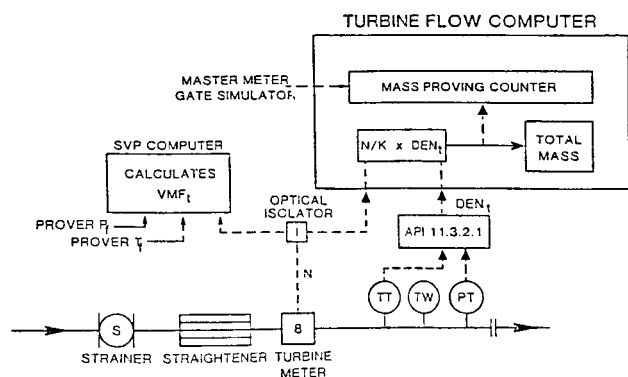 TURBINE FLOW COMPUTER
MASTER METER
GATE SIMULATOR
MASS PROVING COUNTER
SVP COMPUTER
CALCULATES
VMFt
N/K x DENt
TOTAL
MASS
OPTICAL
ISCLATOR
I
PROVER Pf
PROVER Tf
DENt
API 11.3.2.1
N
TT
TW
PT
S
8
STRAINER
STRAIGHTENER
TURBINE
METER